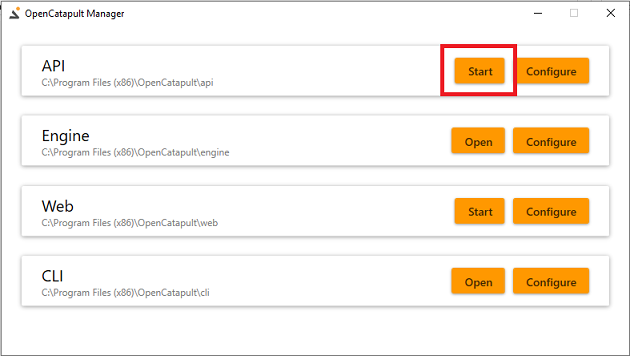 OpenCatapult Manager
API
C:\Program Files (x86)\OpenCatapult\api
Start
Configure
Engine
C:\Program Files (x86)\OpenCatapult\engine
Open
Configure
Web
C:\Program Files (x86)\OpenCatapult\web
Start
Configure
CLI
C:\Program Files (x86)\OpenCatapult\cli
Open
Configure